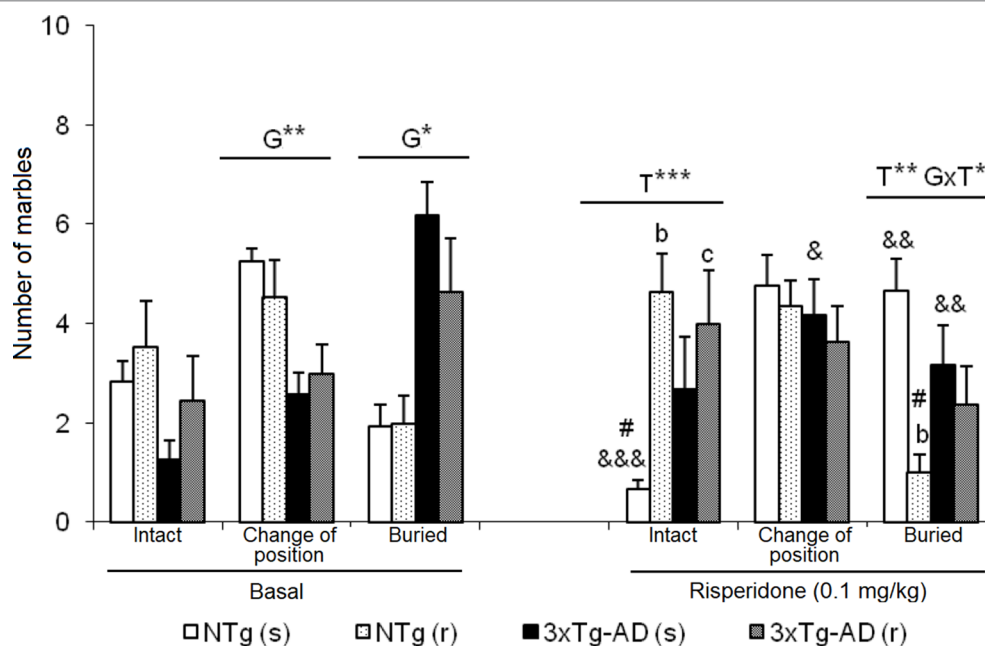 10
8
6
4
2
0
Number of marbles
G**
G*
T***
T** GxT*
b
c
&
&&
&&
#
&&&
#
b
Intact
Change of
position
Buried
Intact
Change of
position
Buried
Basal
Risperidone (0.1 mg/kg)
NTg (s)
NTg (r)
3xTg-AD (s)
3xTg-AD (r)